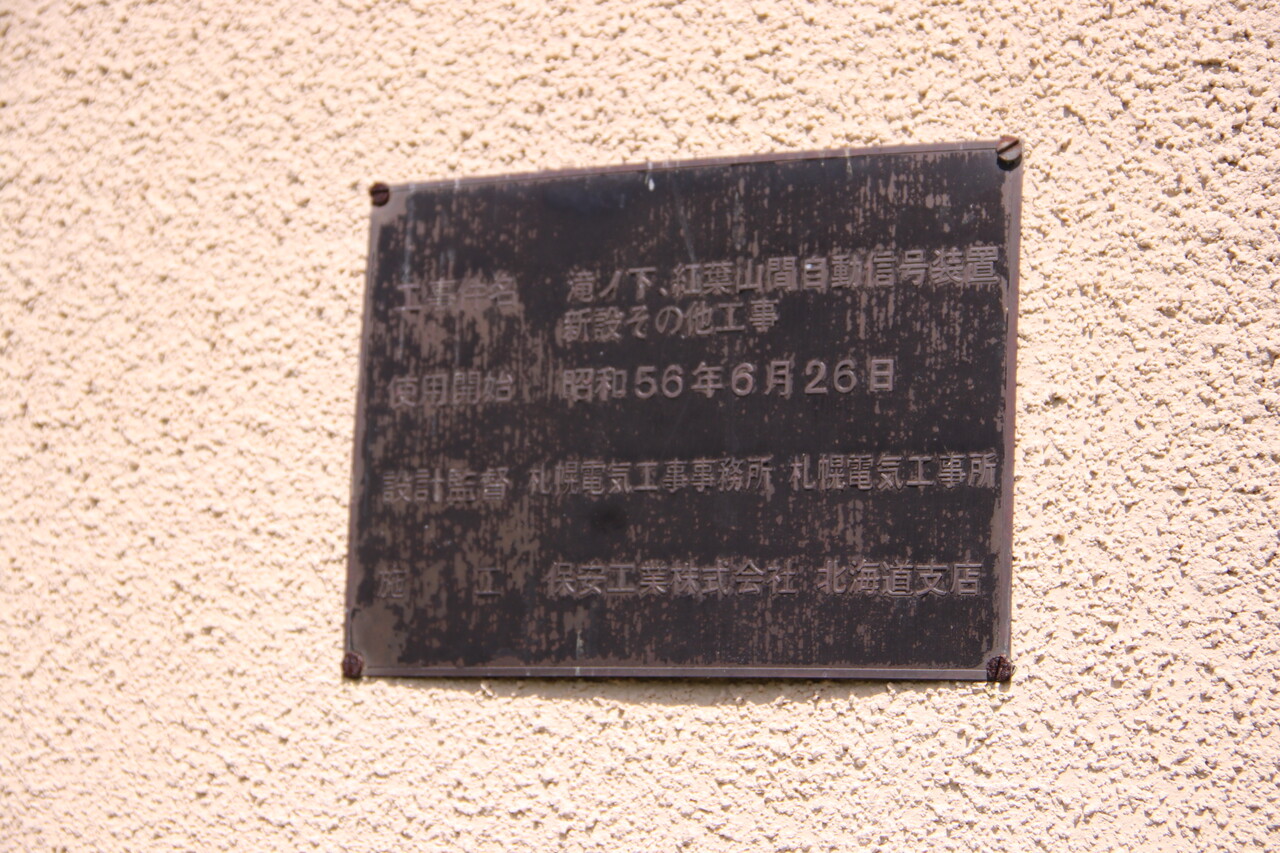 工事件名 滝ノ下、紅葉山間自動信号装置
新設その他工事
使用開始 昭和56年6月26日
設計監督 札幌電気工事事務所 札幌電気工事所
施工 保安工業株式会社 北海道支店